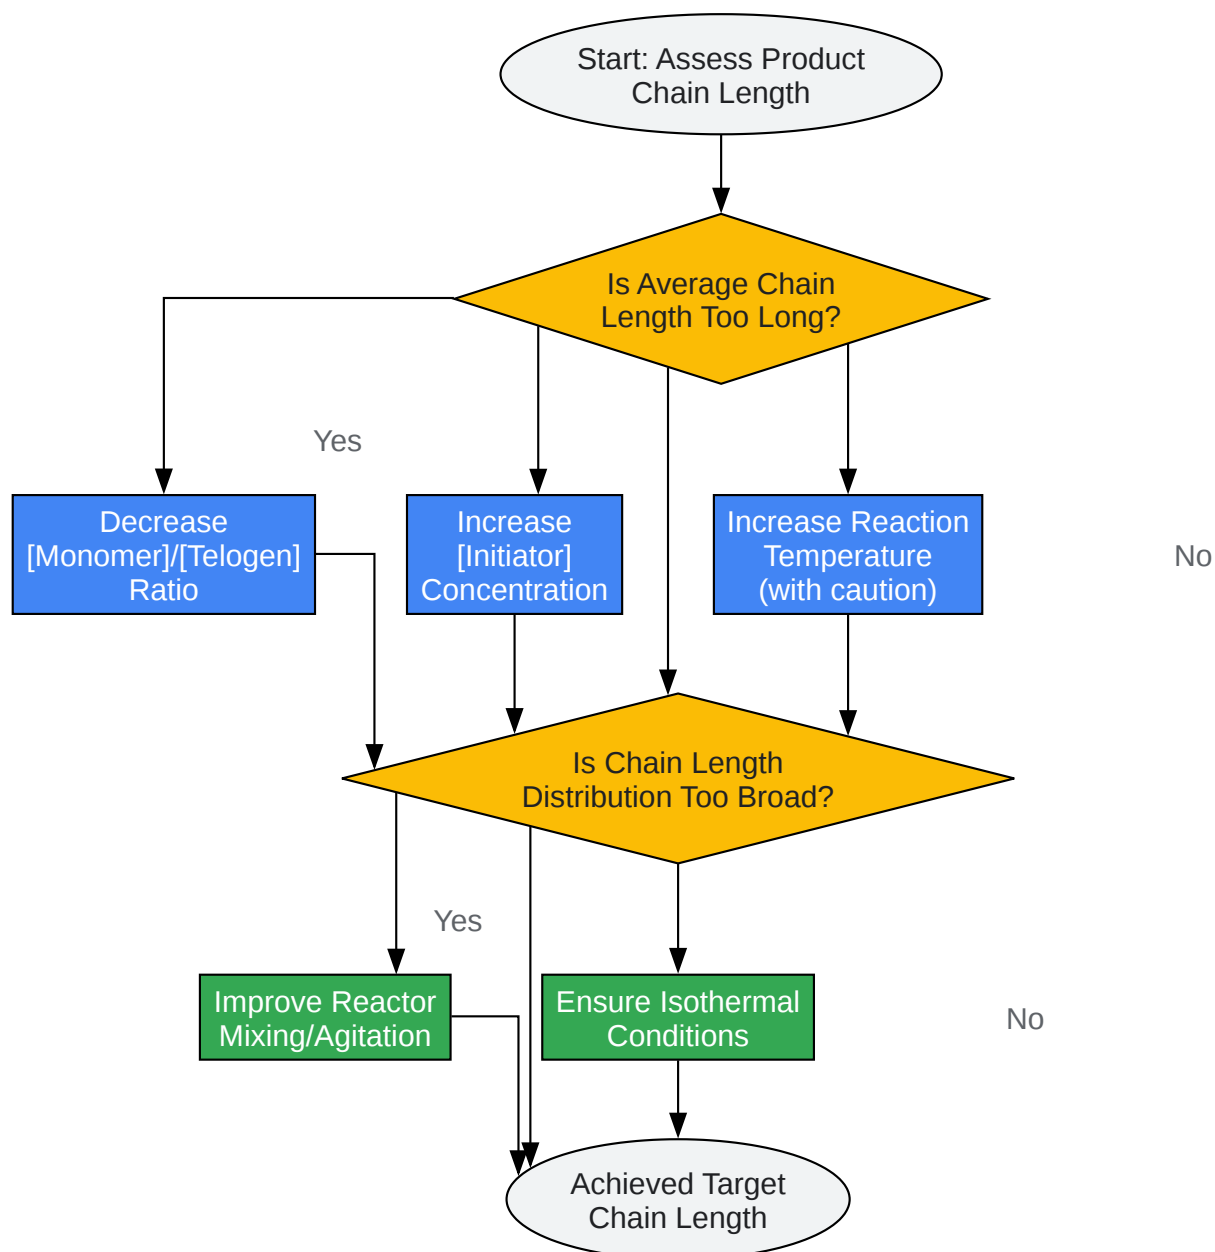 Start: Assess Product
Chain Length
Is Average Chain
Length Too Long?
Yes
Decrease
[Monomer]/[Telogen]
Ratio
Increase
[Initiator]
Concentration
Increase Reaction
Temperature
(with caution)
No
Is Chain Length
Distribution Too Broad?
Yes
Improve Reactor
Mixing/Agitation
Ensure Isothermal
Conditions
No
Achieved Target
Chain Length